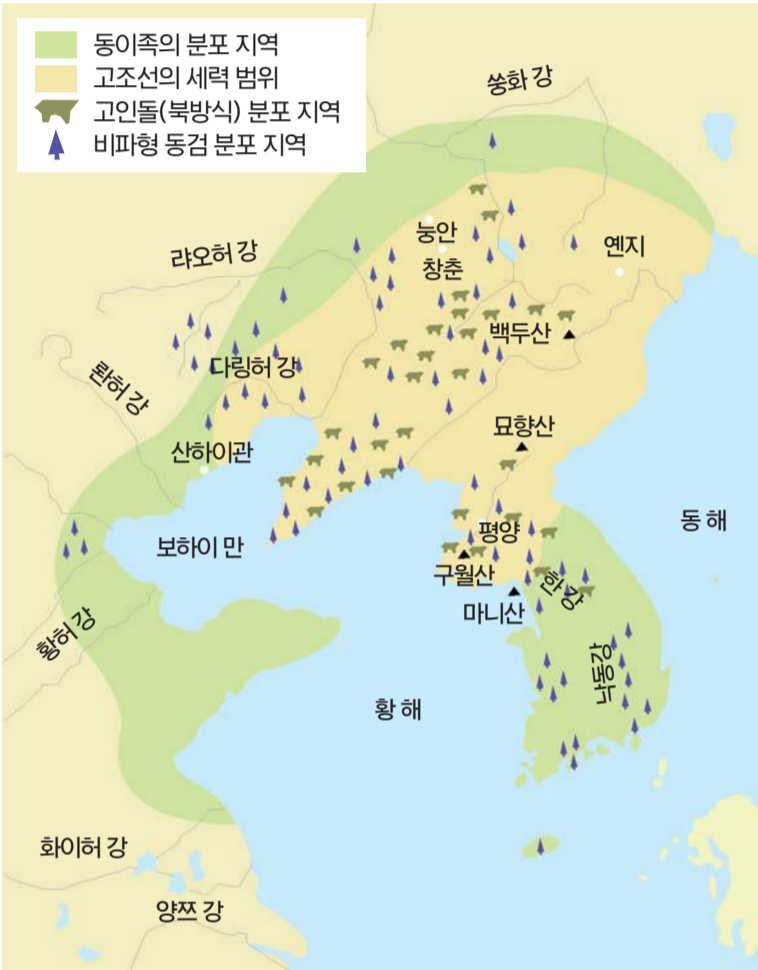 동이족의 분포 지역
고조선의 세력 범위
고인돌(북방식) 분포 지역
비파형 동검 분포 지역
쑹화 강
랴오허 강
눙안
창춘
옌지
백두산
다링허 강
롼허 강
산하이관
묘향산
동해
보하이 만
평양
구월산
한강
마니산
황허 강
낙동강
황해
화이허 강
양쯔 강